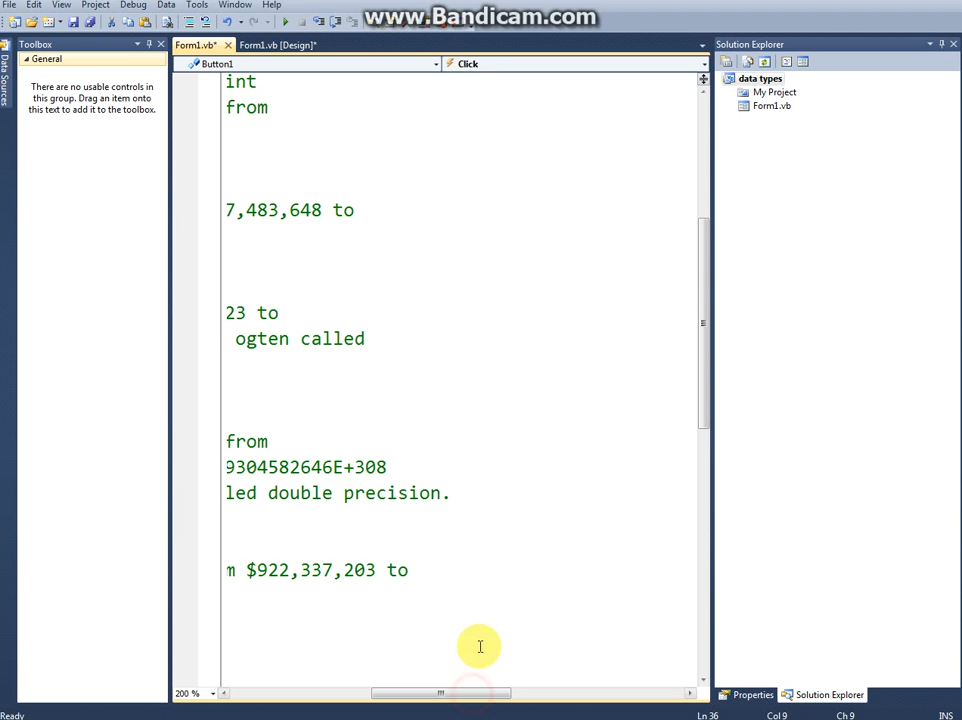 www.Bandicam.com
File Edit View Project Debug Data Tools Window Help
Toolbox
General
There are no usable controls in
this group. Drag an item onto
this text to add it to the toolbox.
Data Sources
Form1.vb* Form1.vb [Design]*
Button1 Click
int
from
7,483,648 to
23 to
ogten called
from
9304582646E+308
led double precision.
m $922,337,203 to
200 %
Solution Explorer
data types
My Project
Form1.vb
Properties Solution Explorer
Ready Ln 36 Col 9 Ch 9 INS